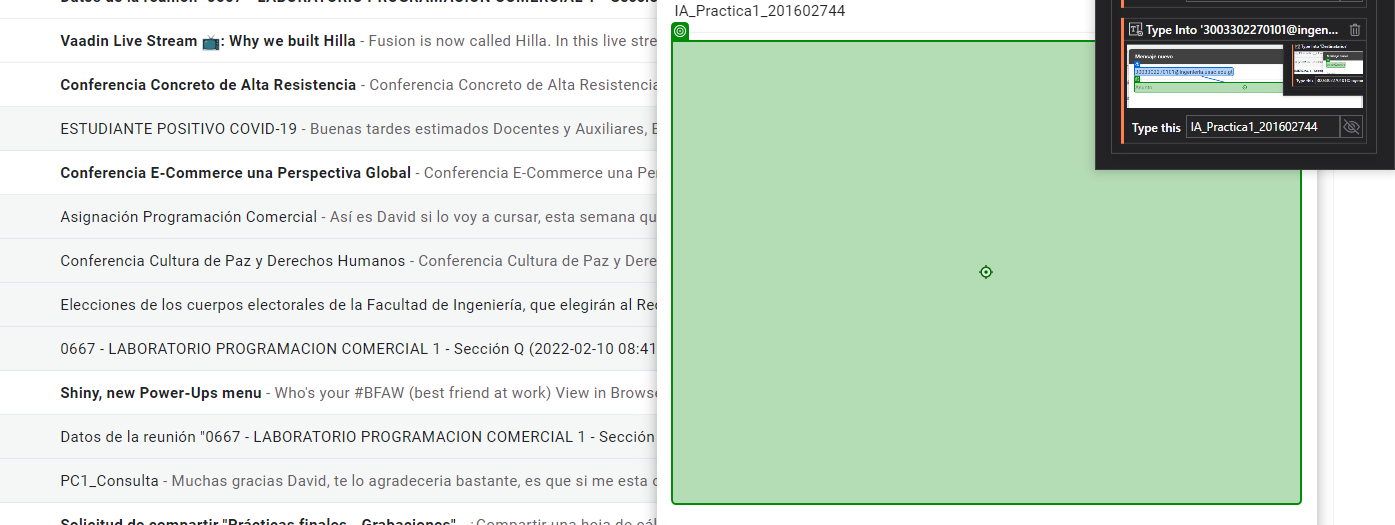 Datos de la reunión "0667 - LABORATORIO PROGRAMACION COMERCIAL 1 - Secció
Vaadin Live Stream 📺: Why we built Hilla - Fusion is now called Hilla. In this live stre
Conferencia Concreto de Alta Resistencia - Conferencia Concreto de Alta Resistencia
ESTUDIANTE POSITIVO COVID-19 - Buenas tardes estimados Docentes y Auxiliares, E
Conferencia E-Commerce una Perspectiva Global - Conferencia E-Commerce una Pe
Asignación Programación Comercial - Así es David si lo voy a cursar, esta semana qu
Conferencia Cultura de Paz y Derechos Humanos - Conferencia Cultura de Paz y Dere
Elecciones de los cuerpos electorales de la Facultad de Ingeniería, que elegirán al Re
0667 - LABORATORIO PROGRAMACION COMERCIAL 1 - Sección Q (2022-02-10 08:41
Shiny, new Power-Ups menu - Who's your #BFAW (best friend at work) View in Browse
Datos de la reunión "0667 - LABORATORIO PROGRAMACION COMERCIAL 1 - Sección
PC1_Consulta - Muchas gracias David, te lo agradeceria bastante, es que si me esta
Solicitud de compartir "Prácticas finales - Grabaciones" - ¿Compartir una hoja de cál
IA_Practica1_201602744
Type Into '3003302270101@ingen...
Mensaje nuevo
3003302270101@ingenieria.usac.edu.gt
Asunto
Type Into 'Destinatarios'
Type this IA_Practica1_201602744